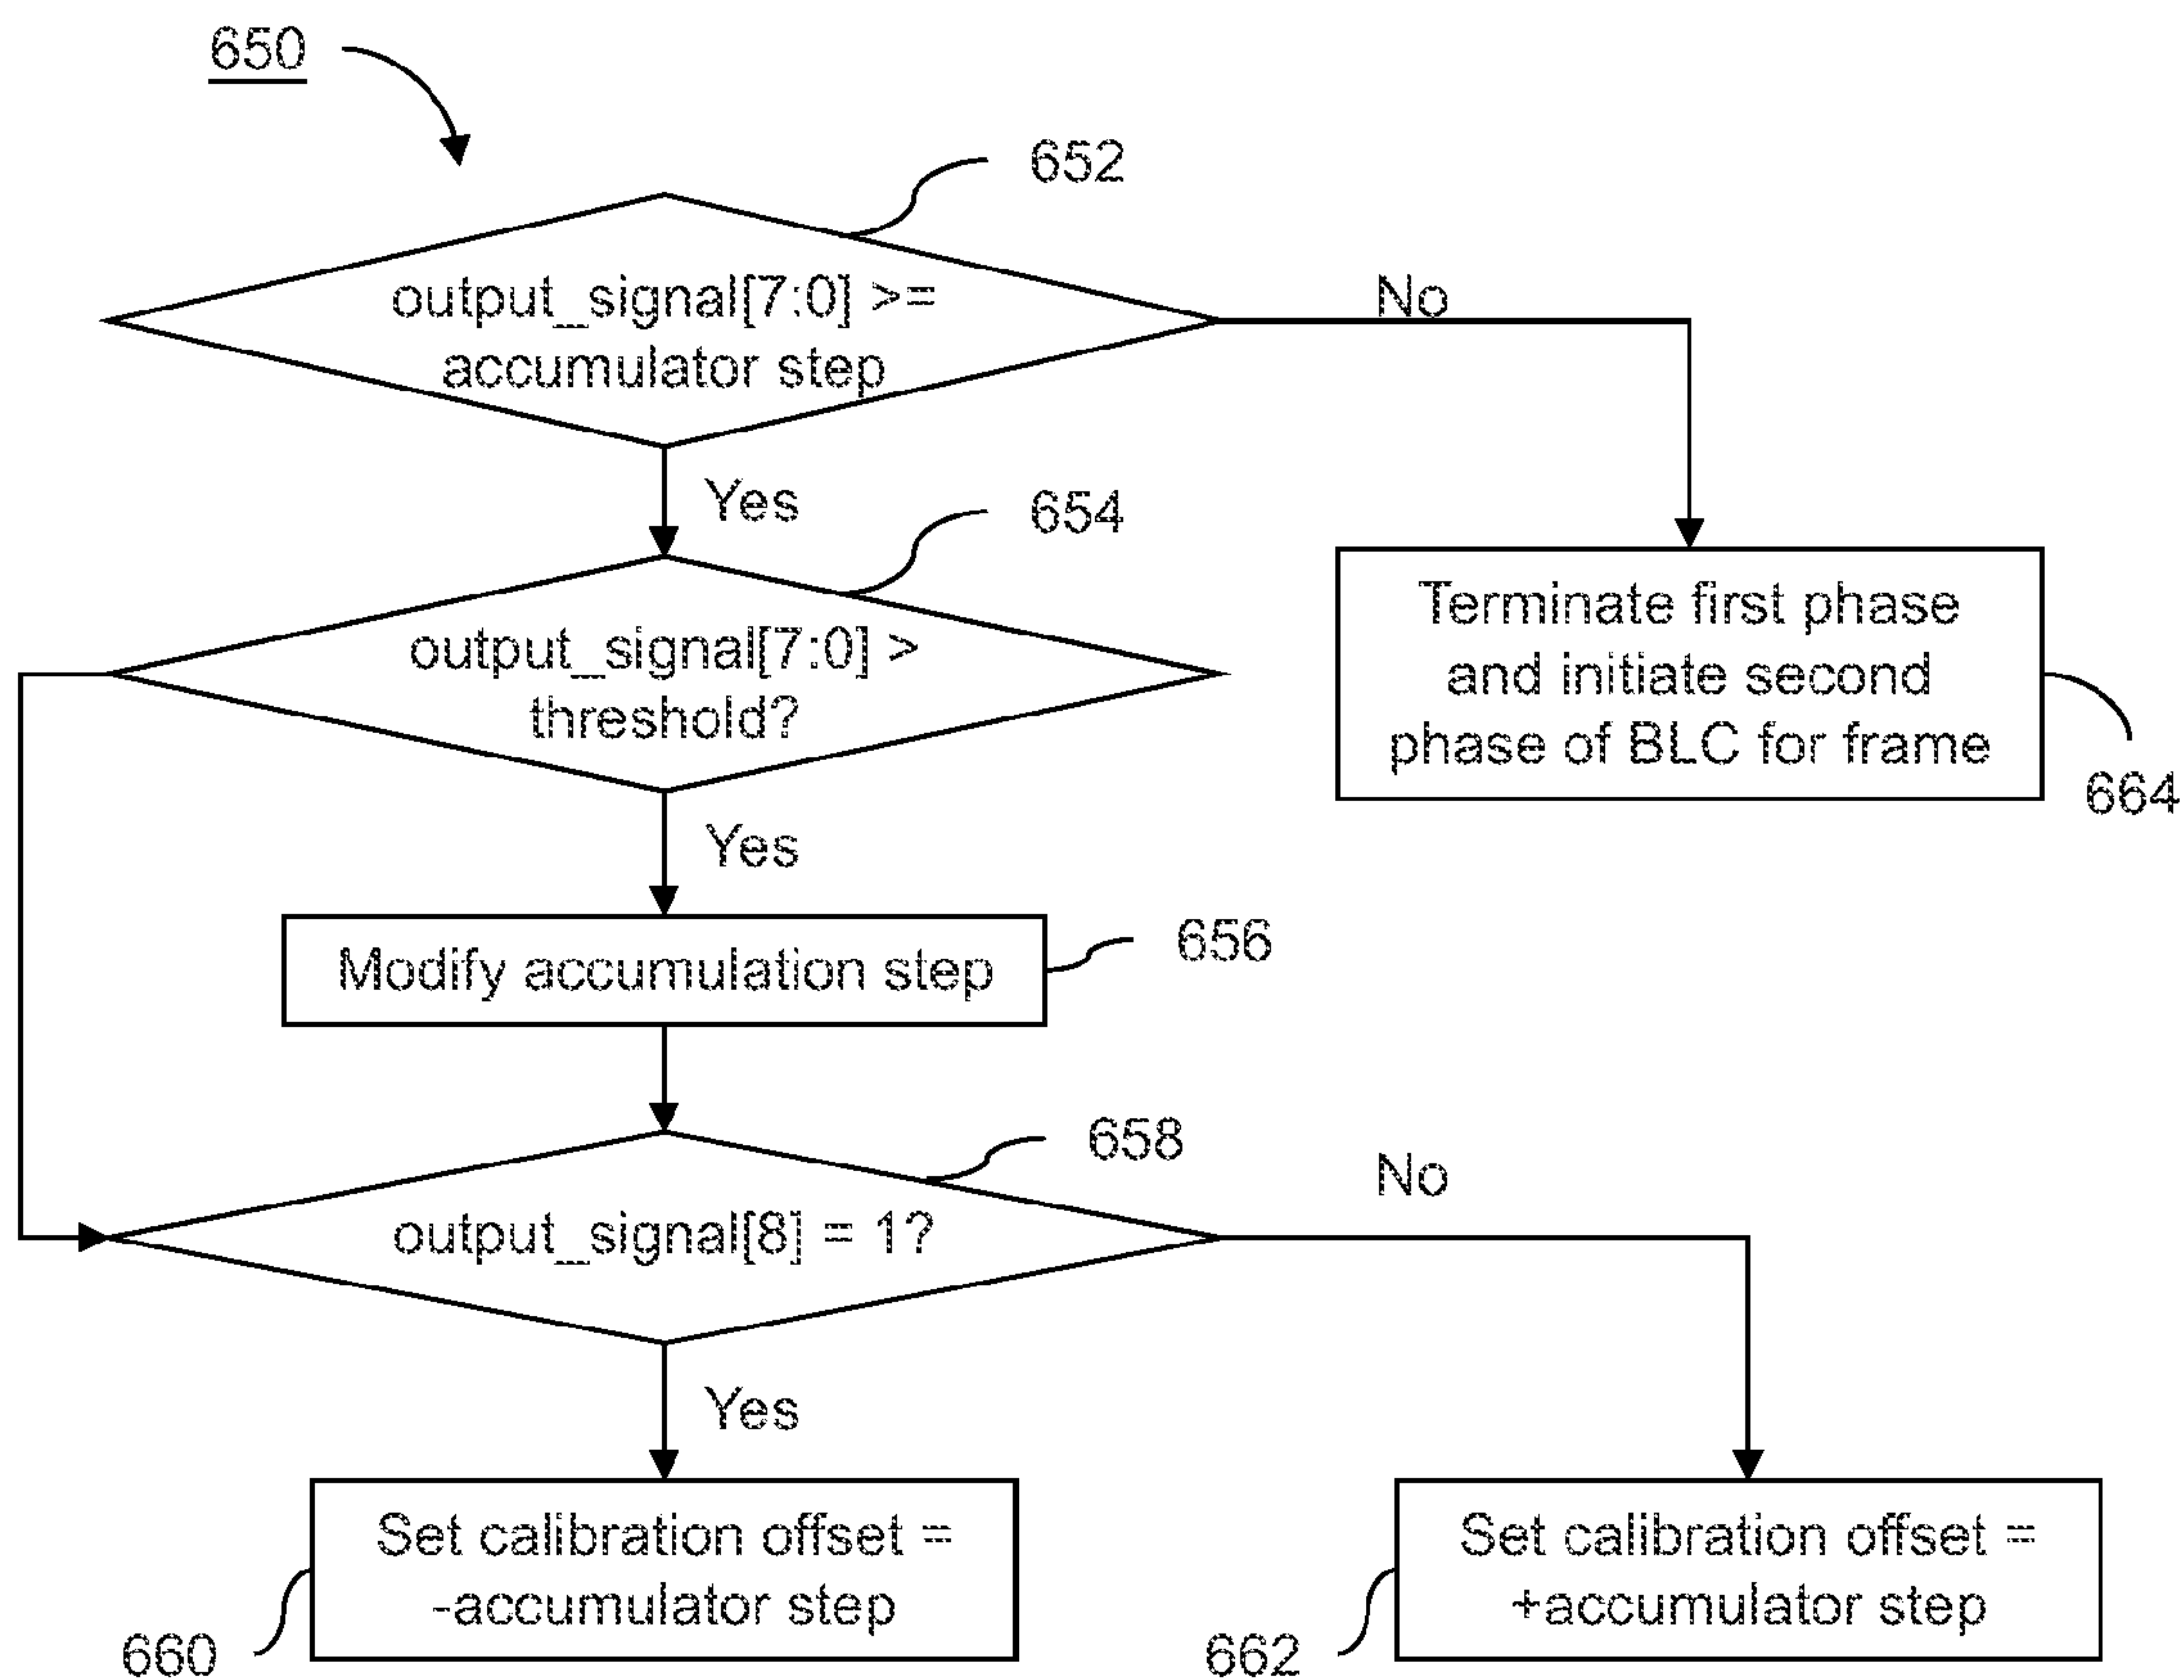 650
652
output_signal[7:0] >=
accumulator step
No
Yes
654
output_signal[7:0] >
threshold?
Terminate first phase
and initiate second
phase of BLC for frame
664
Yes
Modify accumulation step
656
658
No
output_signal[8] = 1?
Yes
Set calibration offset =
-accumulator step
660
Set calibration offset =
+accumulator step
662